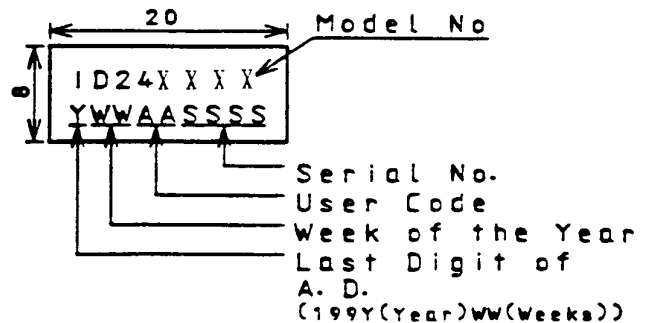 20
Model No
8
1D24X X X X
YWWAASSSS
Serial No.
User Code
Week of the Year
Last Digit of
A. D.
(199Y(Year)WW(Weeks))